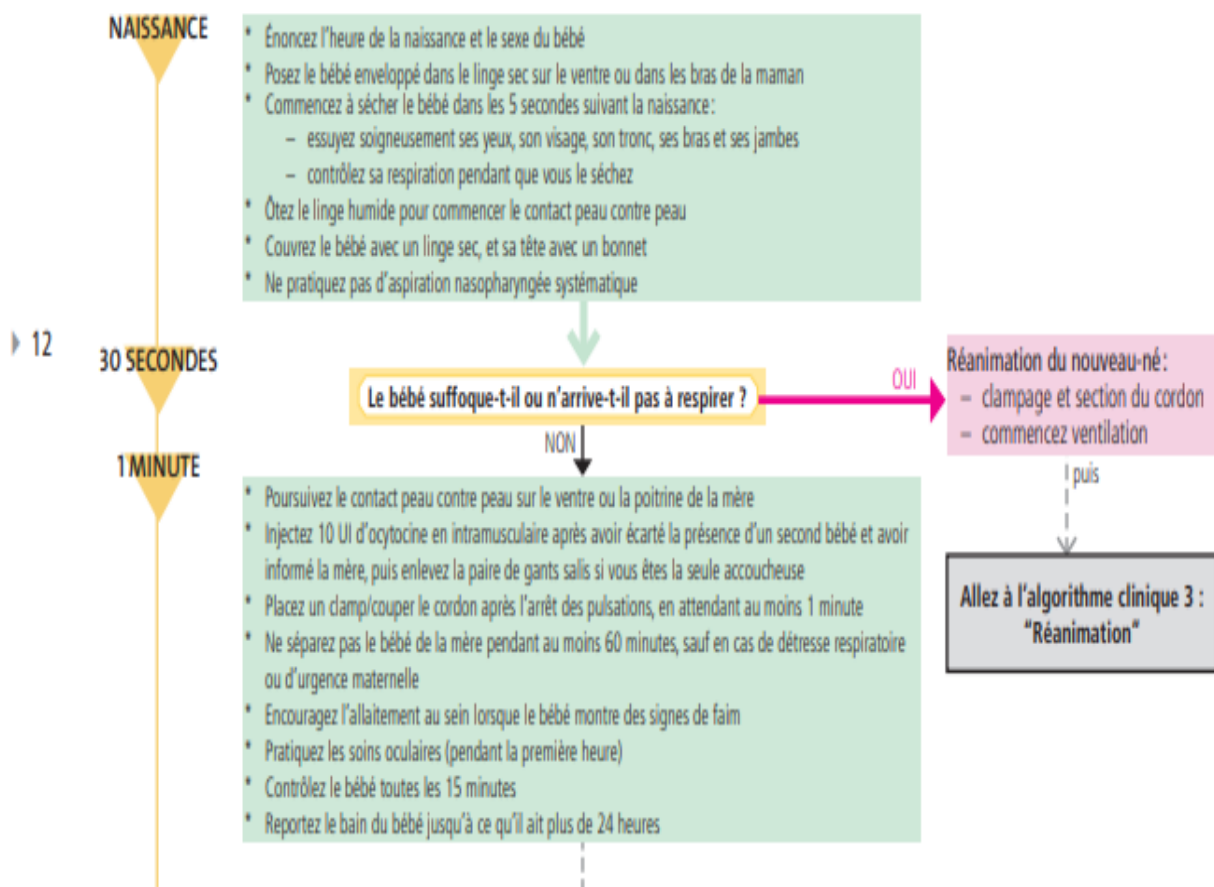 NAISSANCE
* Énoncez l'heure de la naissance et le sexe du bébé
* Posez le bébé enveloppé dans le linge sec sur le ventre ou dans les bras de la maman
* Commencez à sécher le bébé dans les 5 secondes suivant la naissance :
– essuyez soigneusement ses yeux, son visage, son tronc, ses bras et ses jambes
– contrôlez sa respiration pendant que vous le séchez
* Ôtez le linge humide pour commencer le contact peau contre peau
* Couvrez le bébé avec un linge sec, et sa tête avec un bonnet
* Ne pratiquez pas d'aspiration nasopharyngée systématique
12
30 SECONDES
Le bébé suffoque-t-il ou n'arrive-t-il pas à respirer ?
OUI
Réanimation du nouveau-né :
– clampage et section du cordon
– commencez ventilation
NON
puis
Allez à l'algorithme clinique 3 :
"Réanimation"
1 MINUTE
* Poursuivez le contact peau contre peau sur le ventre ou la poitrine de la mère
* Injectez 10 UI d'ocytocine en intramusculaire après avoir écarté la présence d'un second bébé et avoir
informé la mère, puis enlevez la paire de gants salis si vous êtes la seule accoucheuse
* Placez un clamp/couper le cordon après l'arrêt des pulsations, en attendant au moins 1 minute
* Ne séparez pas le bébé de la mère pendant au moins 60 minutes, sauf en cas de détresse respiratoire
ou d'urgence maternelle
* Encouragez l'allaitement au sein lorsque le bébé montre des signes de faim
* Pratiquez les soins oculaires (pendant la première heure)
* Contrôlez le bébé toutes les 15 minutes
* Reportez le bain du bébé jusqu'à ce qu'il ait plus de 24 heures